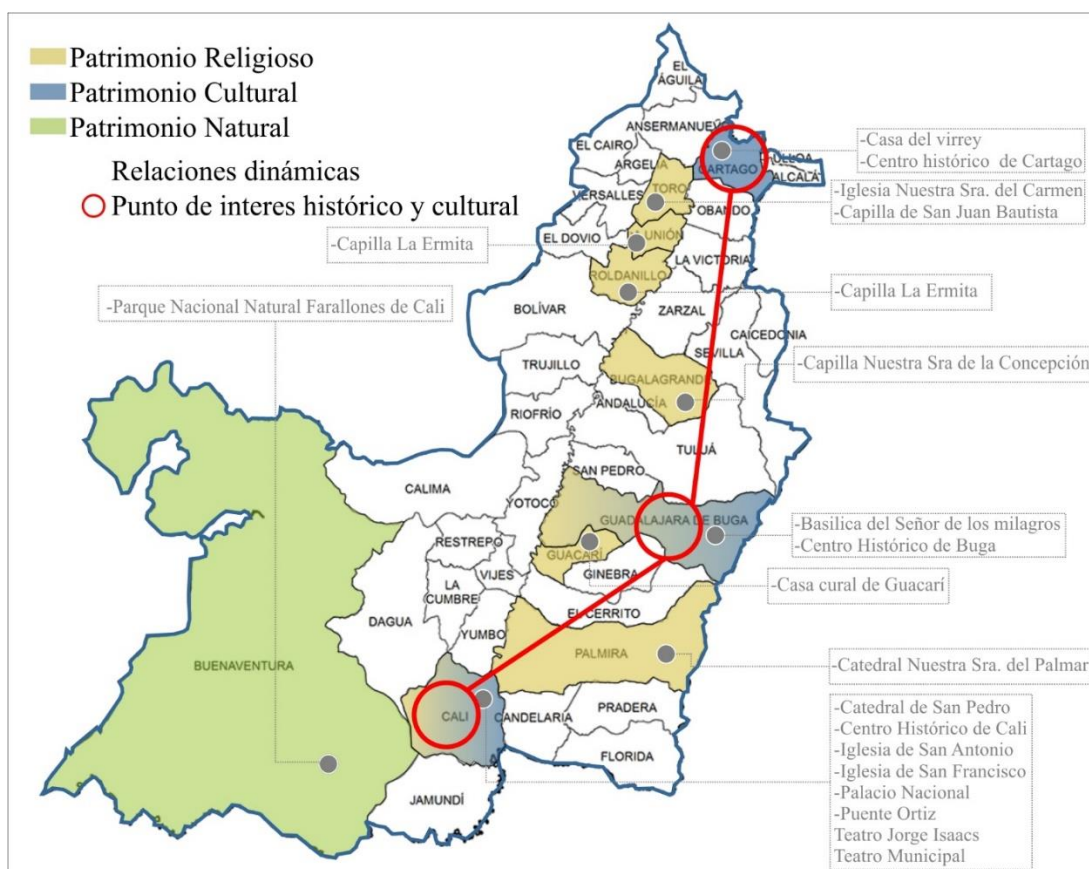 Patrimonio Religioso
Patrimonio Cultural
Patrimonio Natural
Relaciones dinámicas
Punto de interes histórico y cultural
-Casa del virrey
-Centro histórico de Cartago
-Iglesia Nuestra Sra. del Carmen
-Capilla de San Juan Bautista
-Capilla La Ermita
-Parque Nacional Natural Farallones de Cali
-Capilla La Ermita
-Capilla Nuestra Sra de la Concepción
-Basilica del Señor de los milagros
-Centro Histórico de Buga
-Casa cural de Guacarí
-Catedral Nuestra Sra. del Palmar
-Catedral de San Pedro
-Centro Histórico de Cali
-Iglesia de San Antonio
-Iglesia de San Francisco
-Palacio Nacional
-Puente Ortiz
Teatro Jorge Isaacs
Teatro Municipal
EL
ÁGUILA
ANSERMANUEVO
EL CAIRO
ARGELIA
CARTAGO
ULLOA
ALCALÁ
TORO
VERSALLES
OBANDO
EL DOVIO
UNIÓN
LA VICTORIA
ROLDANILLO
BOLÍVAR
ZARZAL
CAICEDONIA
SEVILLA
TRUJILLO
BUGALAGRANDE
ANDALUCÍA
RIOFRÍO
TULUÁ
SAN PEDRO
CALIMA
YOTOCO
GUADALAJARA DE BUGA
RESTREPO
GUACARÍ
VIJES
GINEBRA
LA
CUMBRE
EL CERRITO
DAGUA
YUMBO
PALMIRA
BUENAVENTURA
CALI
CANDELARIA
PRADERA
FLORIDA
JAMUNDÍ